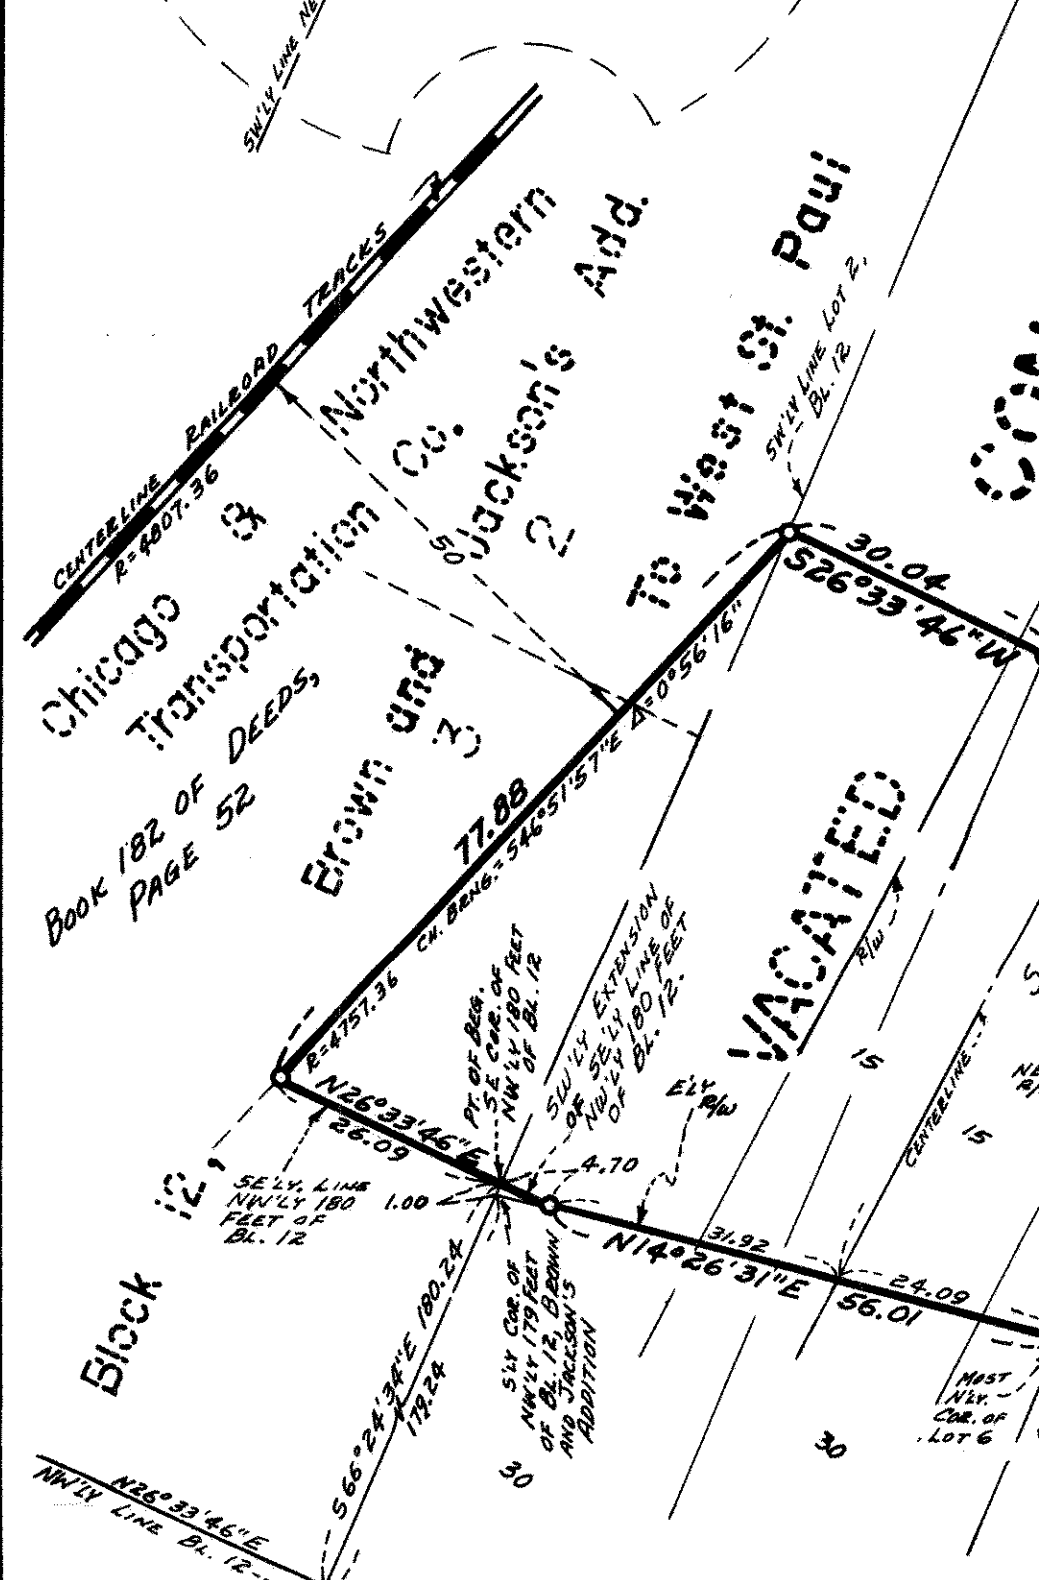 SW'LY LINE
CENTERLINE RAILROAD TRACKS
R=4807.36
Chicago & Northwestern
Transportation Co.
BOOK 182 OF DEEDS,
PAGE 52
50
Brown and Jackson's Add.
3
2
To West St. Paul
SW'LY LINE LOT 2,
BL. 12
30.04
S26°33'46"W
77.88
R=4757.36 CH. BRNG.= S46°51'57"E Δ=0°56'16"
VACATED
R/W
15
CENTERLINE
15
PT. OF BEG.
SE COR. OF
NW'LY 180 FEET
OF BL. 12
SW'LY EXTENSION
OF SE'LY LINE OF
NW'LY 180 FEET
OF BL. 12.
E'LY
R/W
N26°33'46"E
26.09
SE'LY. LINE
NW'LY 180
FEET OF
BL. 12
1.00
4.70
N14°26'31"E
31.92
24.09
56.01
Block 12,
S66°24'34"E 180.24
179.24
S'LY COR. OF
NW'LY 179 FEET
OF BL. 12, BROWN
AND JACKSON'S
ADDITION
MOST
N'LY.
COR. OF
LOT 6
30
30
N26°33'46"E
NW'LY LINE BL. 12